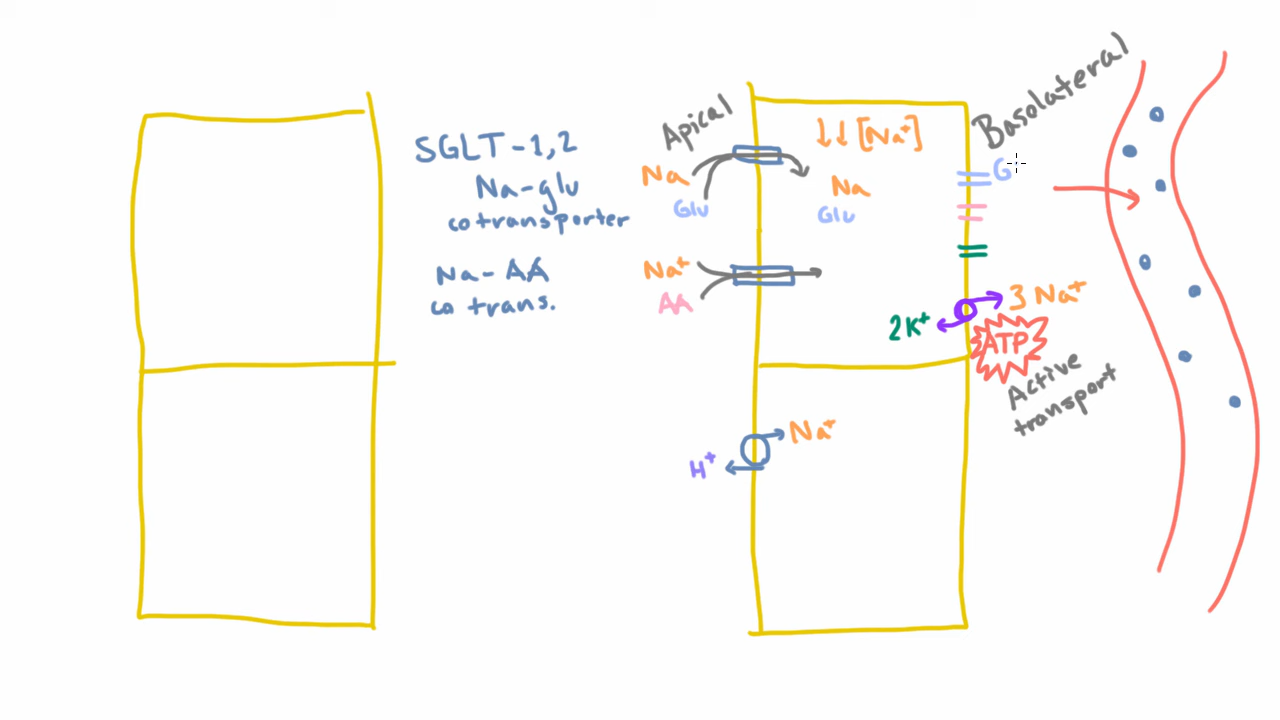 SGLT-1,2
Na-glu
cotransporter
Na-AA
co trans.
Apical
Na
Glu
Na⁺
AA
↓↓[Na⁺]
Na
Glu
Basolateral
G
2K⁺
3 Na⁺
ATP
Active
transport
H⁺
Na⁺